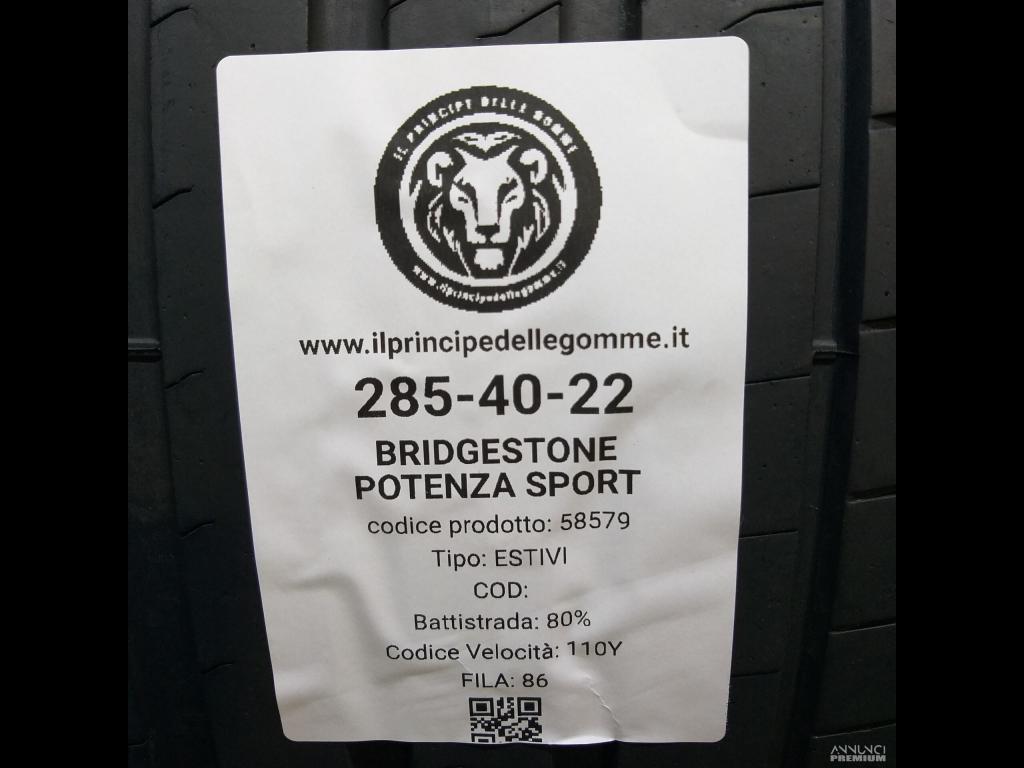 IL PRINCIPE DELLE GOMME
www.ilprincipedellegomme.it
www.ilprincipedellegomme.it
285-40-22
BRIDGESTONE
POTENZA SPORT
codice prodotto: 58579
Tipo: ESTIVI
COD:
Battistrada: 80%
Codice Velocità: 110Y
FILA: 86
ANNUNCI
PREMIUM